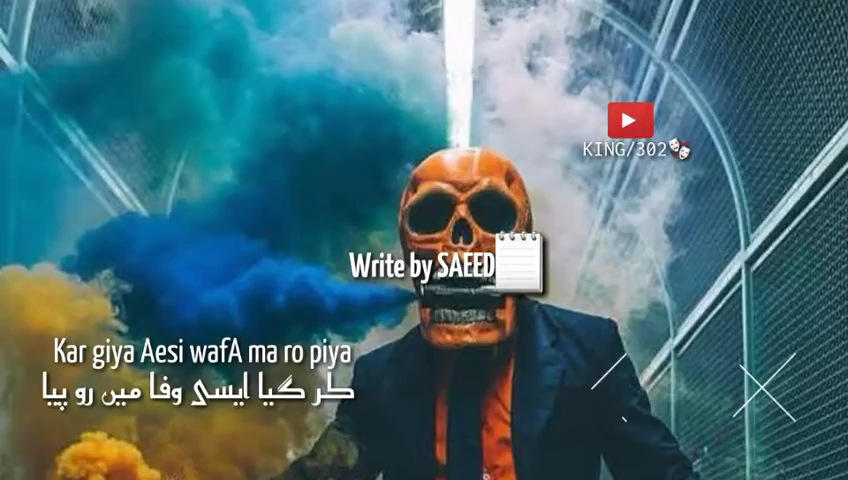 KING/302
Write by SAEED
Kar giya Aesi wafA ma ro piya
کر گیا ایسی وفا میں رو پیا